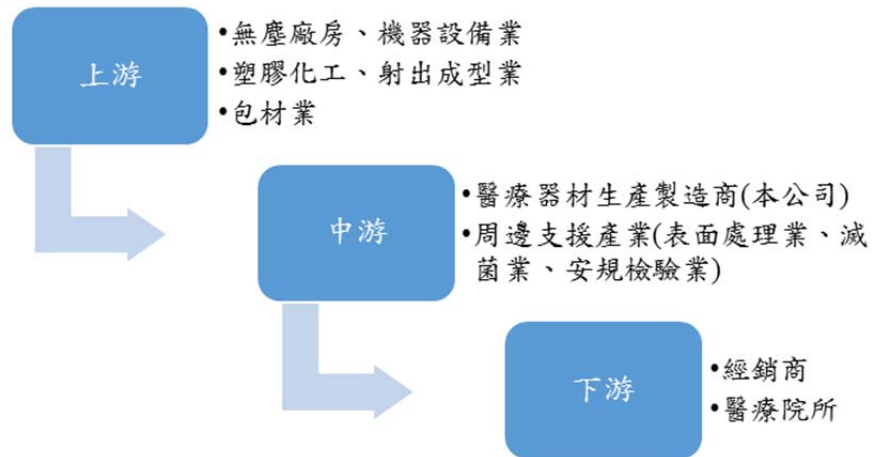 上游
•無塵廠房、機器設備業
•塑膠化工、射出成型業
•包材業
中游
•醫療器材生產製造商(本公司)
•周邊支援產業(表面處理業、滅
菌業、安規檢驗業)
下游
•經銷商
•醫療院所